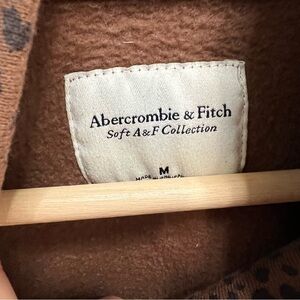 Abercrombie & Fitch
Soft A&F Collection
M